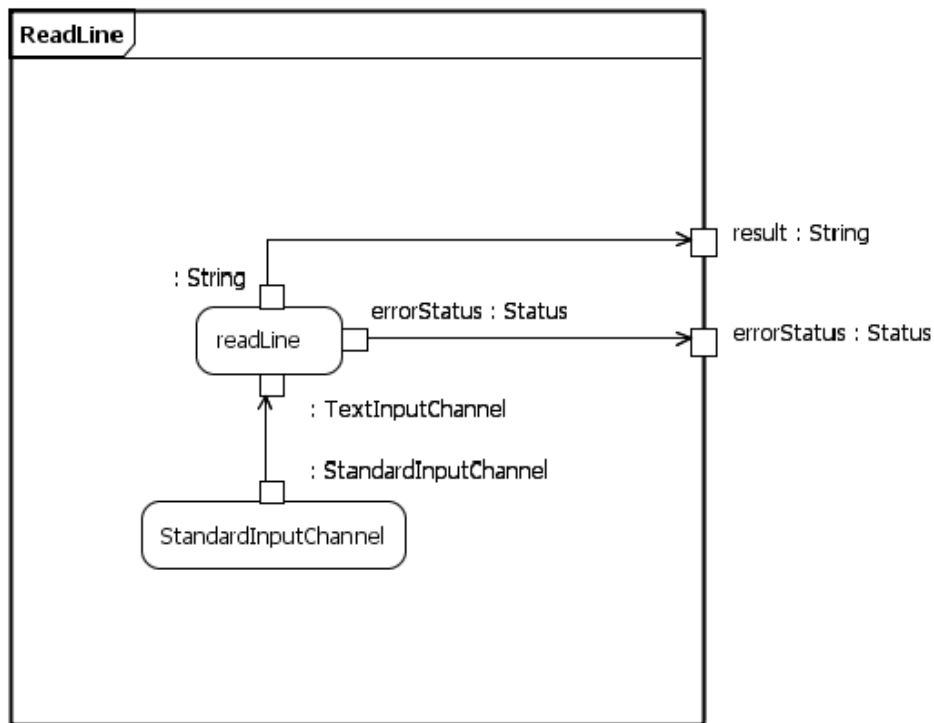 ReadLine
result : String
: String
errorStatus : Status
errorStatus : Status
readLine
: TextInputChannel
: StandardInputChannel
StandardInputChannel